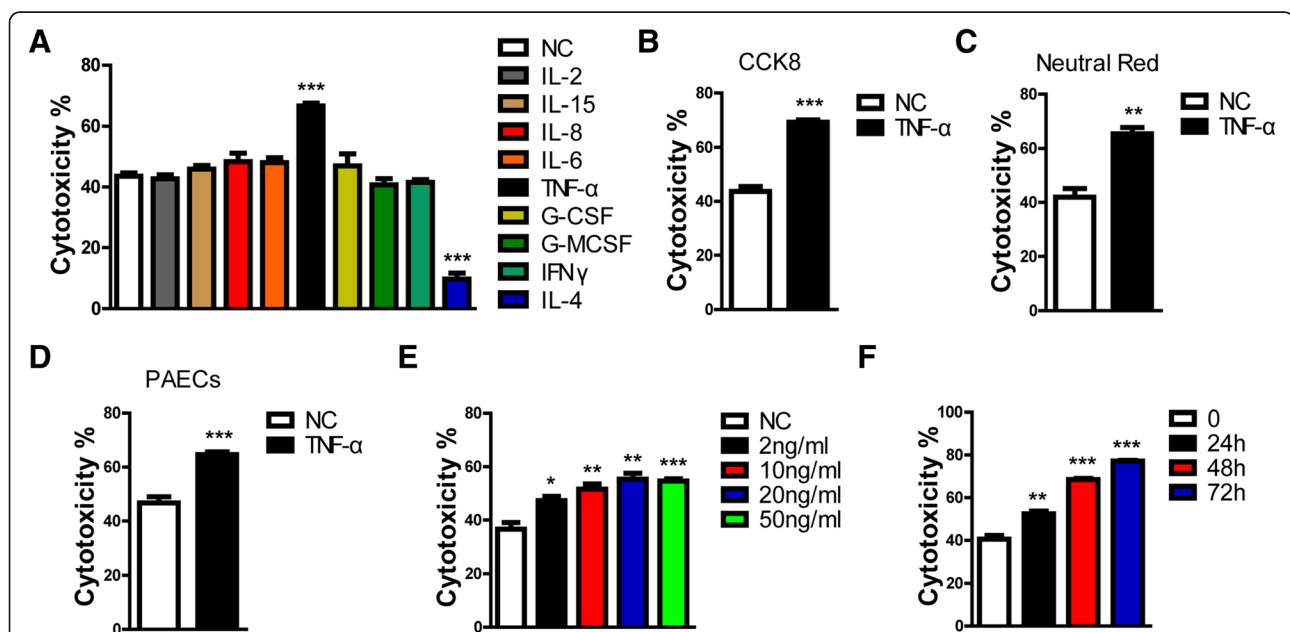 A
Cytotoxicity %
80
60
40
20
0
***
***
NC
IL-2
IL-15
IL-8
IL-6
TNF-α
G-CSF
G-MCSF
IFNγ
IL-4
B
CCK8
Cytotoxicity %
80
60
40
20
0
***
NC
TNF-α
C
Neutral Red
Cytotoxicity %
80
60
40
20
0
**
NC
TNF-α
D
PAECs
Cytotoxicity %
80
60
40
20
0
***
NC
TNF-α
E
Cytotoxicity %
80
60
40
20
0
*
**
**
***
NC
2ng/ml
10ng/ml
20ng/ml
50ng/ml
F
Cytotoxicity %
100
80
60
40
20
0
**
***
***
0
24h
48h
72h